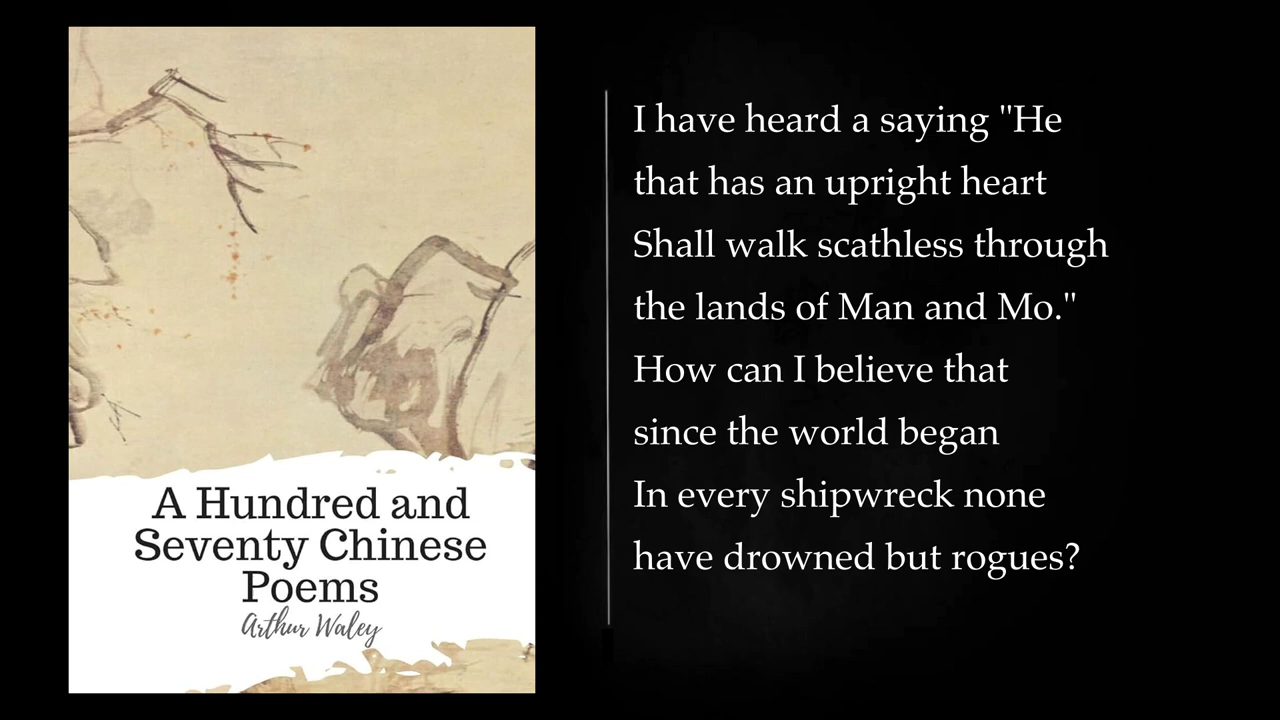 A Hundred and
Seventy Chinese
Poems
Arthur Waley
I have heard a saying "He
that has an upright heart
Shall walk scathless through
the lands of Man and Mo."
How can I believe that
since the world began
In every shipwreck none
have drowned but rogues?